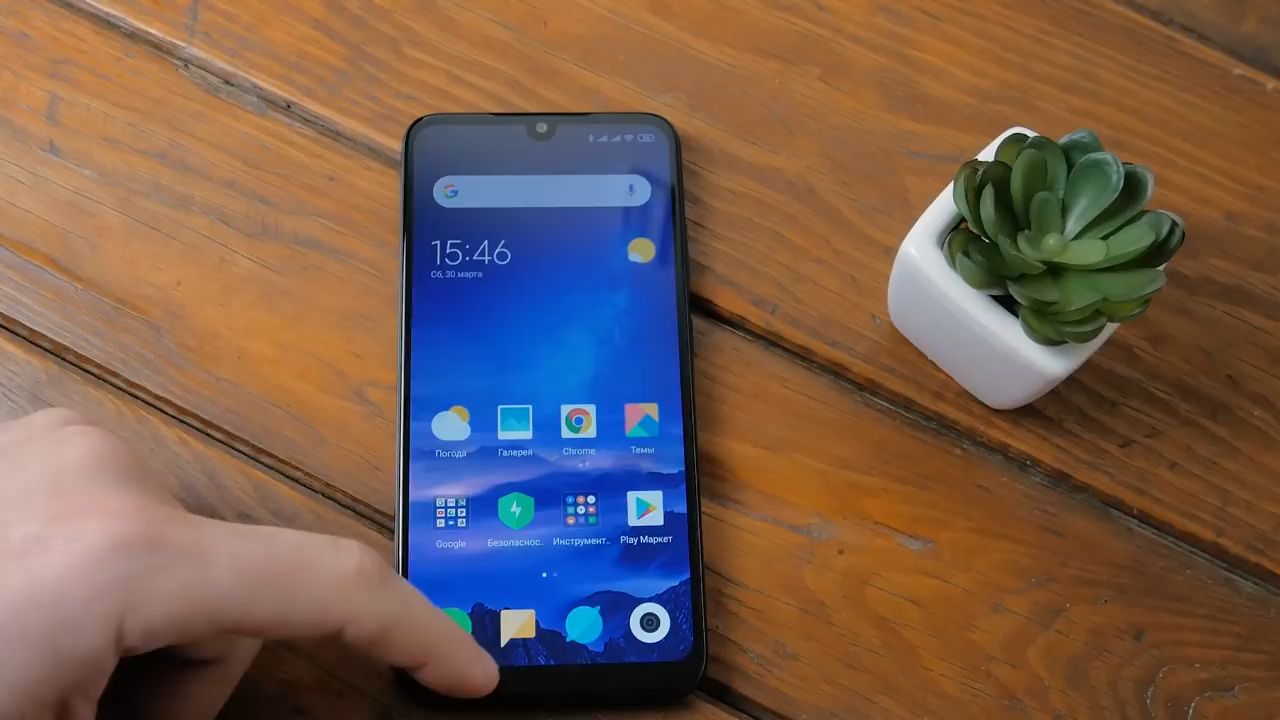 15:46
Сб, 30 марта
Погода
Галерея
Chrome
Темы
Google
Безопаснос..
Инструмент..
Play Маркет